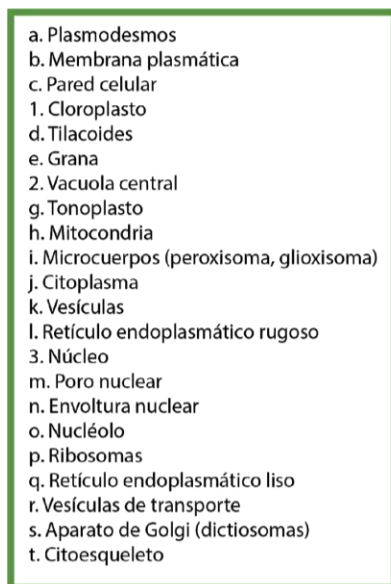 a. Plasmodesmos
b. Membrana plasmática
c. Pared celular
1. Cloroplasto
d. Tilacoides
e. Grana
2. Vacuola central
g. Tonoplasto
h. Mitocondria
i. Microcuerpos (peroxisoma, glioxisoma)
j. Citoplasma
k. Vesículas
l. Retículo endoplasmático rugoso
3. Núcleo
m. Poro nuclear
n. Envoltura nuclear
o. Nucléolo
p. Ribosomas
q. Retículo endoplasmático liso
r. Vesículas de transporte
s. Aparato de Golgi (dictiosomas)
t. Citoesqueleto